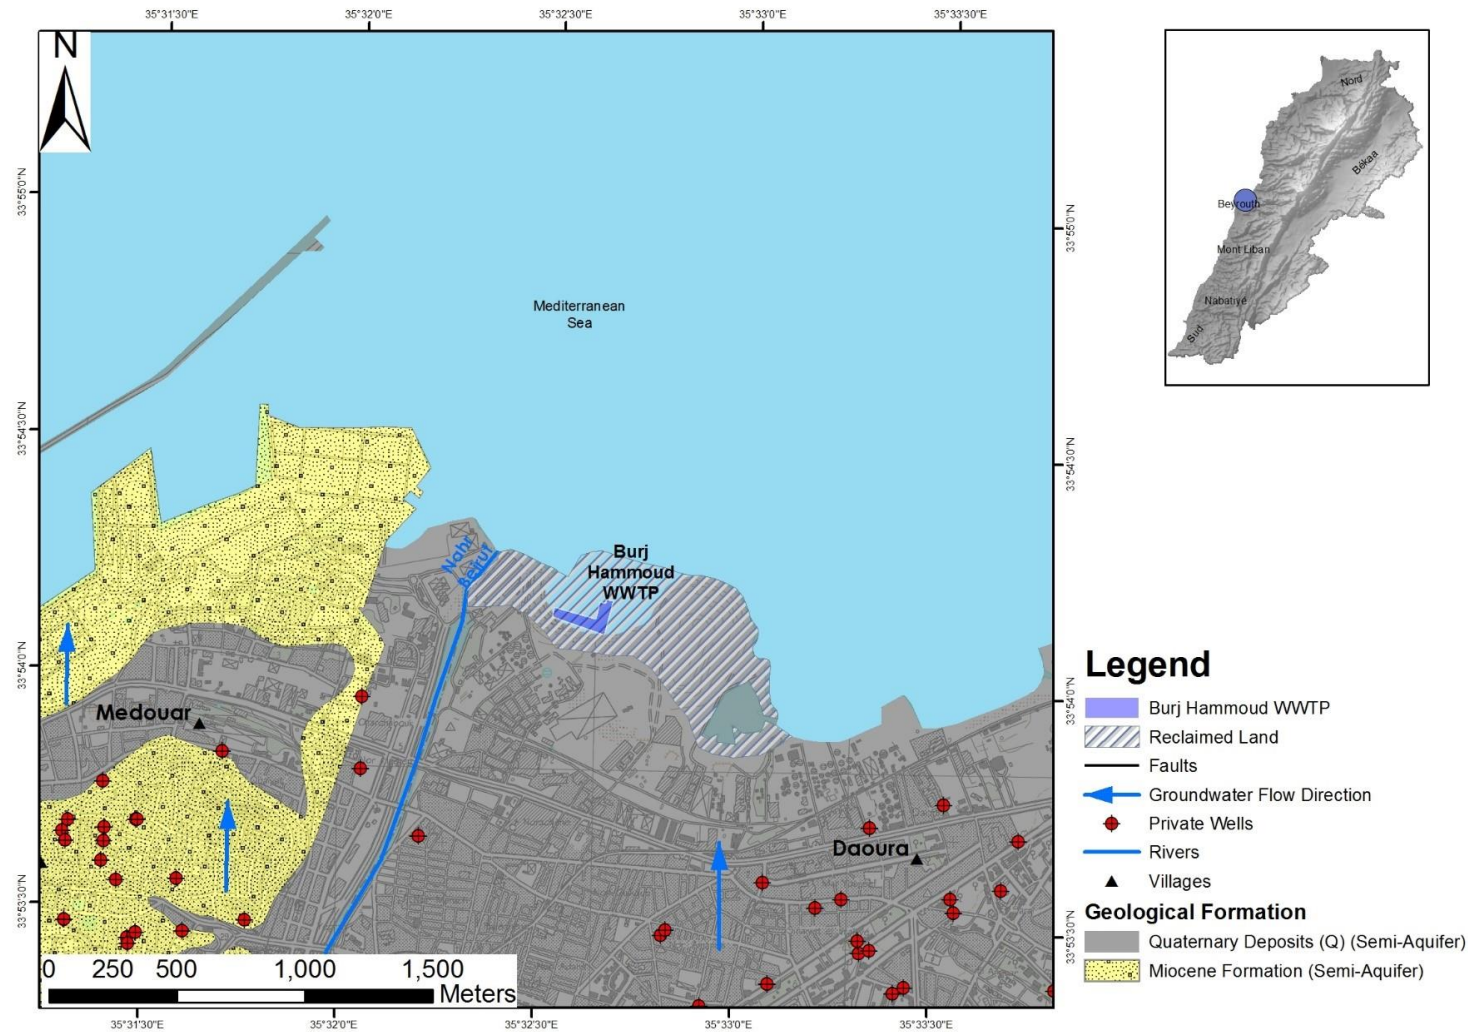 35°31'30"E 35°32'0"E 35°32'30"E 35°33'0"E 35°33'30"E
N
33°55'0"N
33°54'30"N
33°54'0"N
33°53'30"N
Mediterranean
Sea
Nahr
Beirut
Burj
Hammoud
WWTP
Medouar
Daoura
33°55'0"N
33°54'30"N
33°54'0"N
33°53'30"N
0 250 500 1,000 1,500
Meters
35°31'30"E 35°32'0"E 35°32'30"E 35°33'0"E 35°33'30"E
Nord
Békaa
Beyrouth
Mont Liban
Nabatiyé
Sud
Legend
Burj Hammoud WWTP
Reclaimed Land
Faults
Groundwater Flow Direction
Private Wells
Rivers
Villages
Geological Formation
Quaternary Deposits (Q) (Semi-Aquifer)
Miocene Formation (Semi-Aquifer)